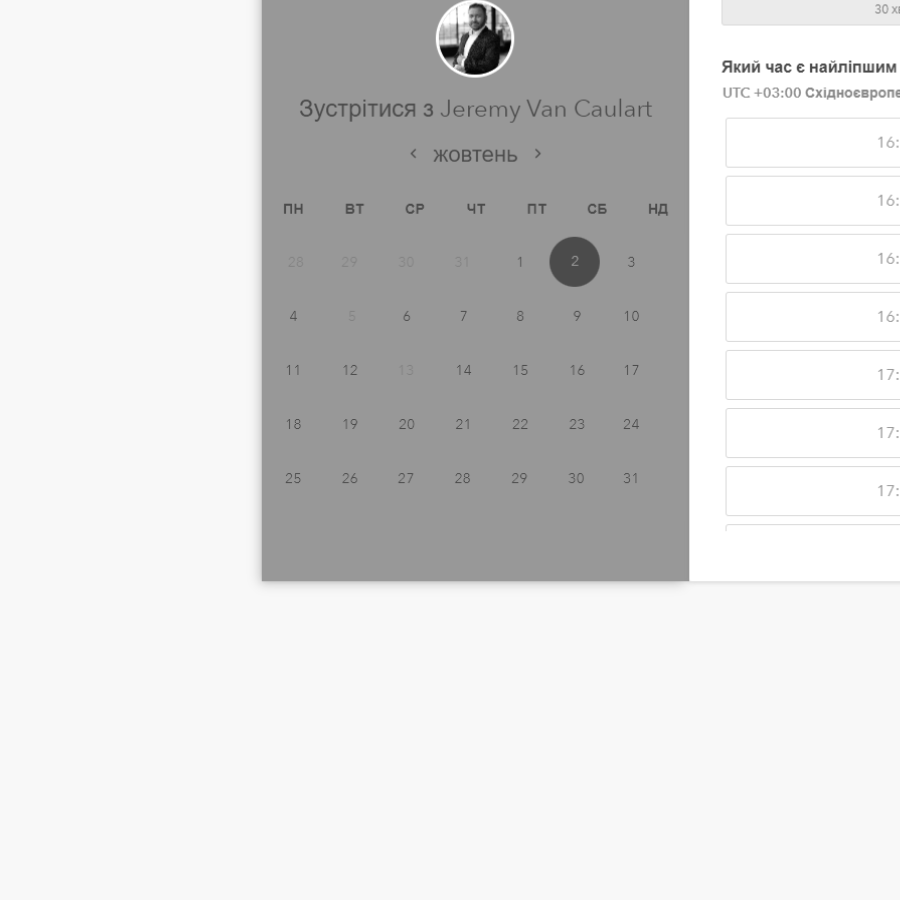 30 хв
Зустрітися з Jeremy Van Caulart
жовтень
ПН ВТ СР ЧТ ПТ СБ НД
28 29 30 31 1 2 3
4 5 6 7 8 9 10
11 12 13 14 15 16 17
18 19 20 21 22 23 24
25 26 27 28 29 30 31
Який час є найліпшим
UTC +03:00 Східноєвропе
16:
16:
16:
16:
17:
17:
17: